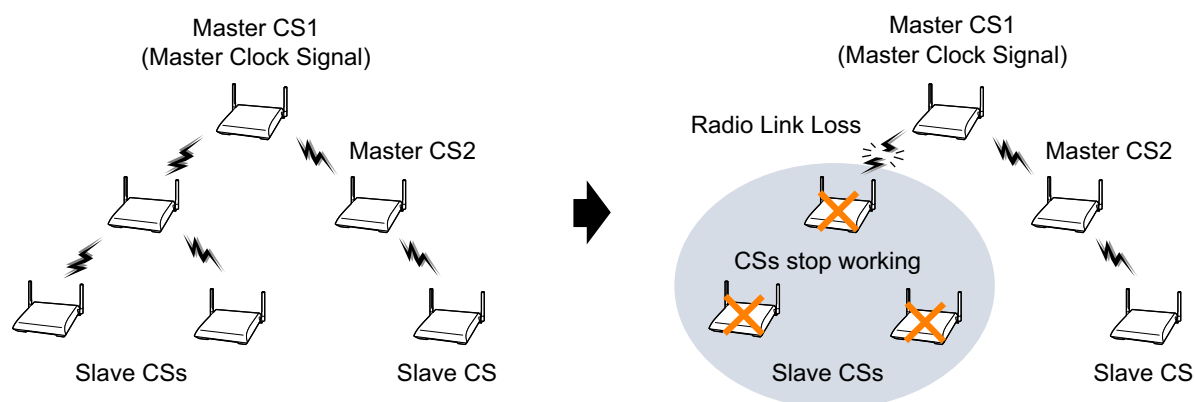 Master CS1
(Master Clock Signal)
Master CS2
Slave CSs
Slave CS
Master CS1
(Master Clock Signal)
Radio Link Loss
Master CS2
CSs stop working
Slave CSs
Slave CS